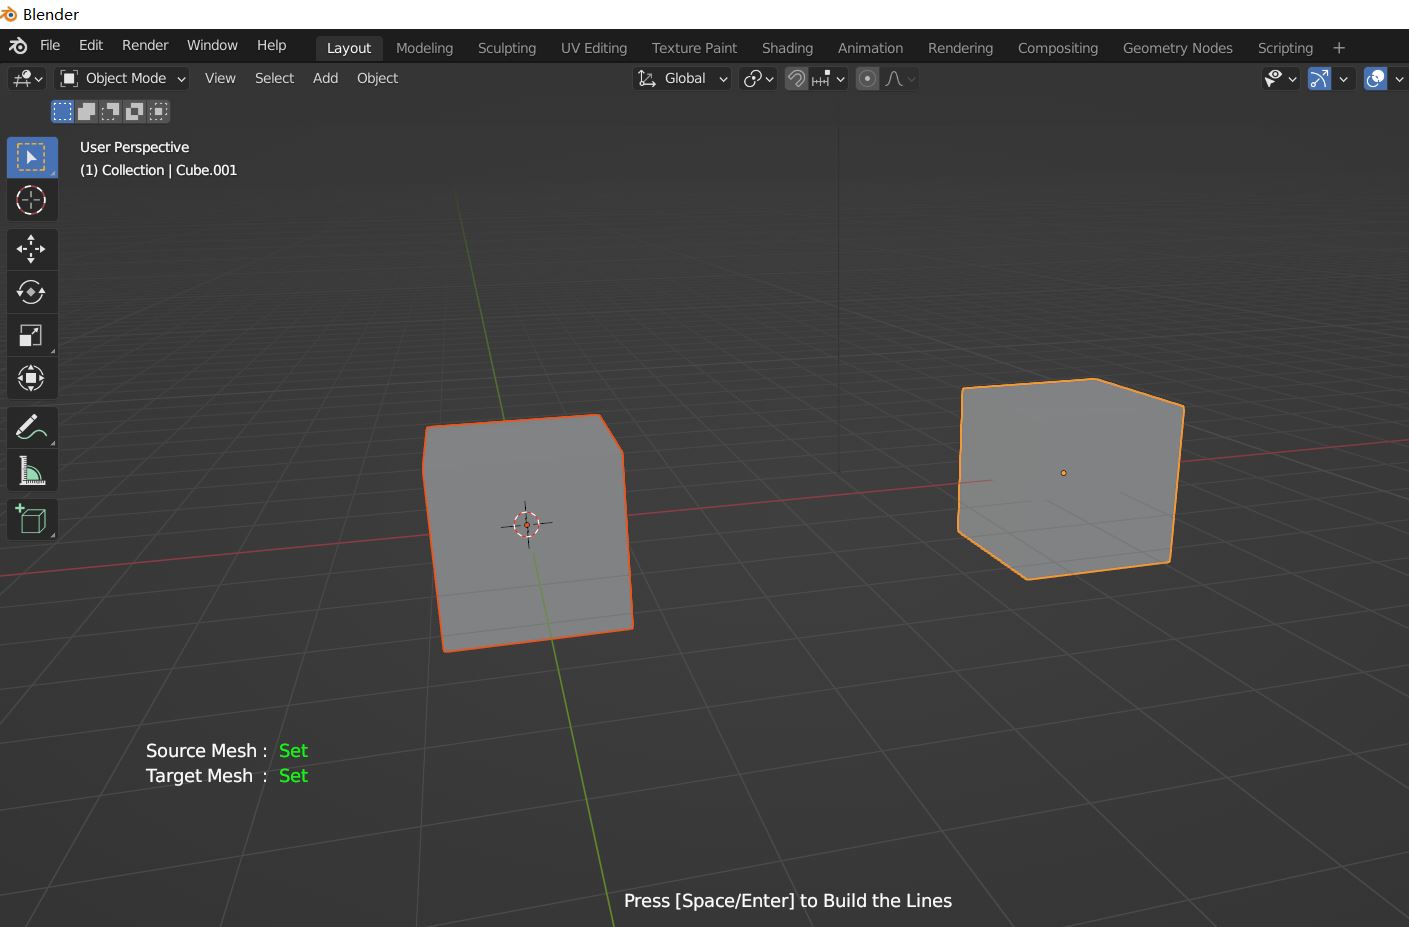 Blender
File Edit Render Window Help Layout Modeling Sculpting UV Editing Texture Paint Shading Animation Rendering Compositing Geometry Nodes Scripting +
Object Mode View Select Add Object Global
User Perspective
(1) Collection | Cube.001
Source Mesh : Set
Target Mesh : Set
Press [Space/Enter] to Build the Lines